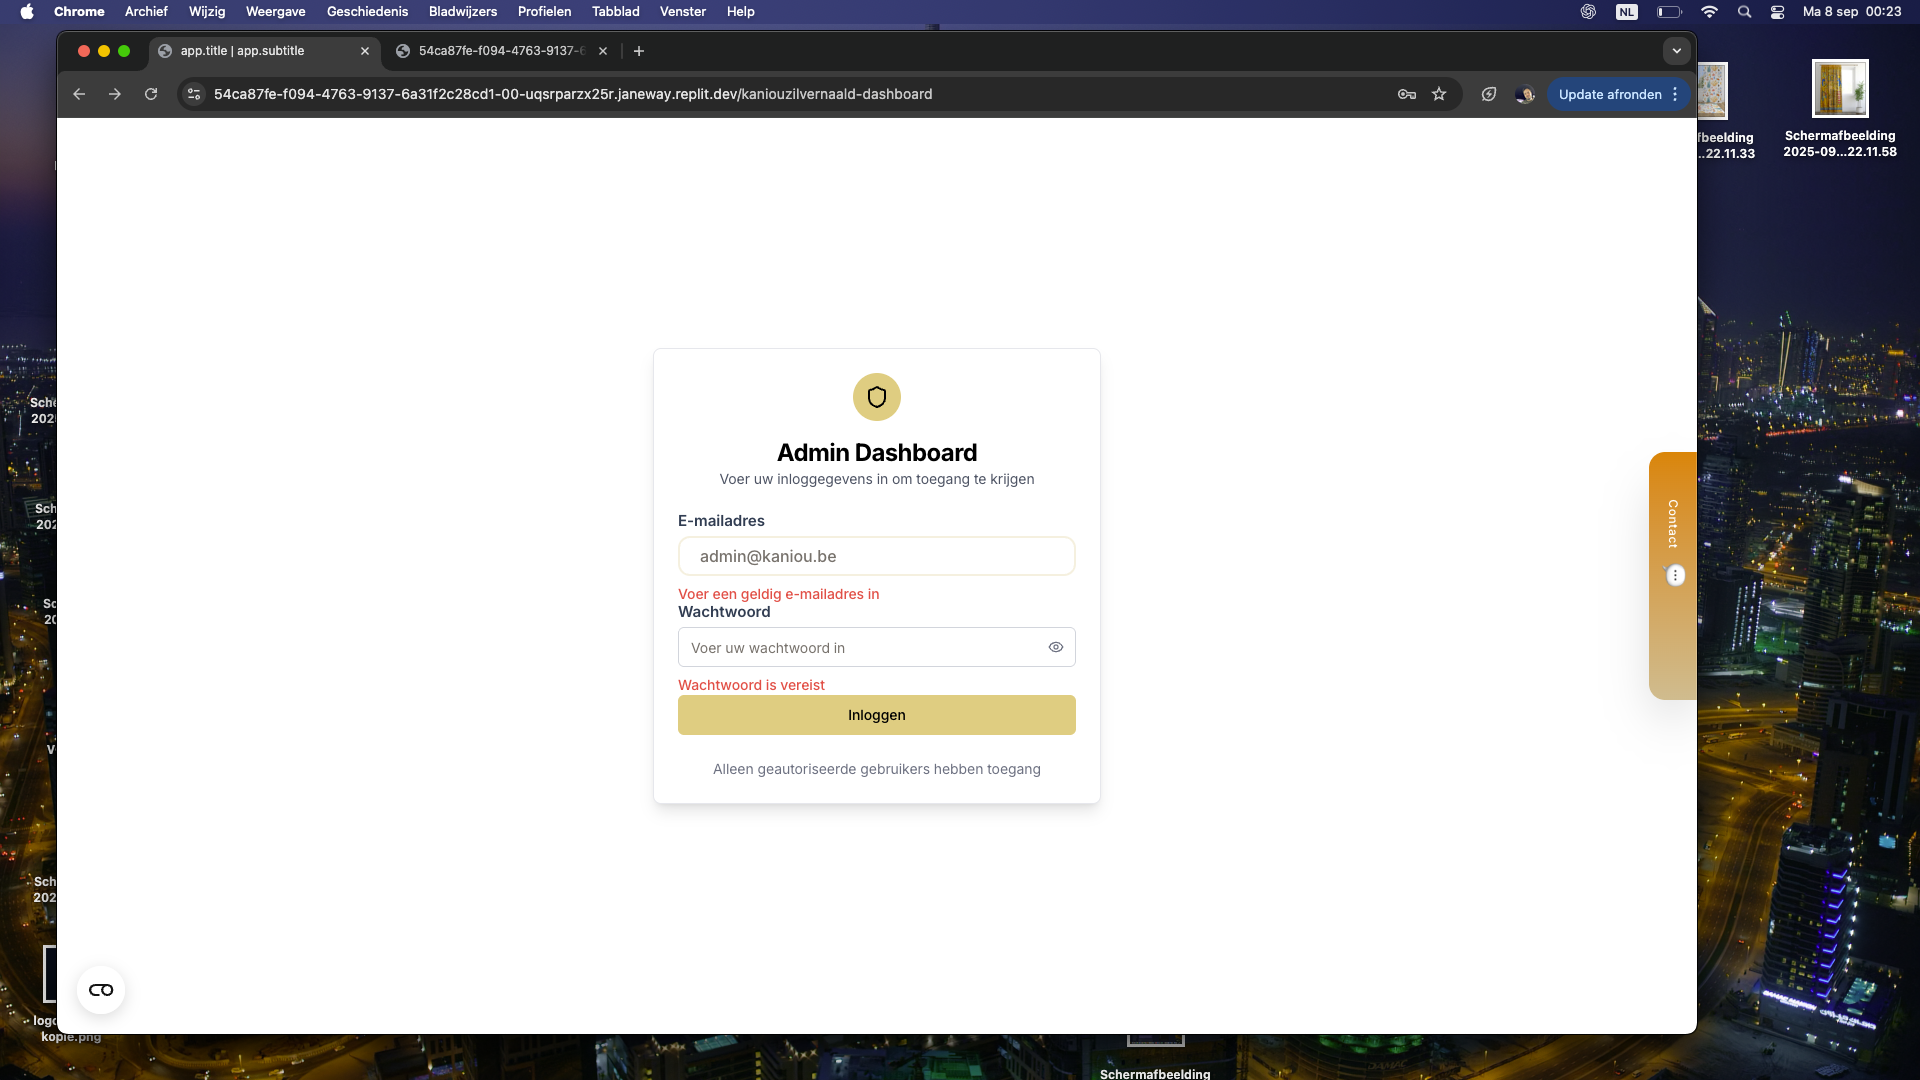 Chrome Archief Wijzig Weergave Geschiedenis Bladwijzers Profielen Tabblad Venster Help NL Ma 8 sep 00:23
app.title | app.subtitle 54ca87fe-f094-4763-9137-6
54ca87fe-f094-4763-9137-6a31f2c28cd1-00-uqsrparzx25r.janeway.replit.dev/kaniouzilvernaald-dashboard Update afronden
Admin Dashboard
Voer uw inloggegevens in om toegang te krijgen
E-mailadres
admin@kaniou.be
Voer een geldig e-mailadres in
Wachtwoord
Voer uw wachtwoord in
Wachtwoord is vereist
Inloggen
Alleen geautoriseerde gebruikers hebben toegang
Contact
fbeelding
...22.11.33
Schermafbeelding
2025-09...22.11.58
Sche
202
Sch
202
Sc
20
V
Sch
202
logo
kopie.png
Schermafbeelding